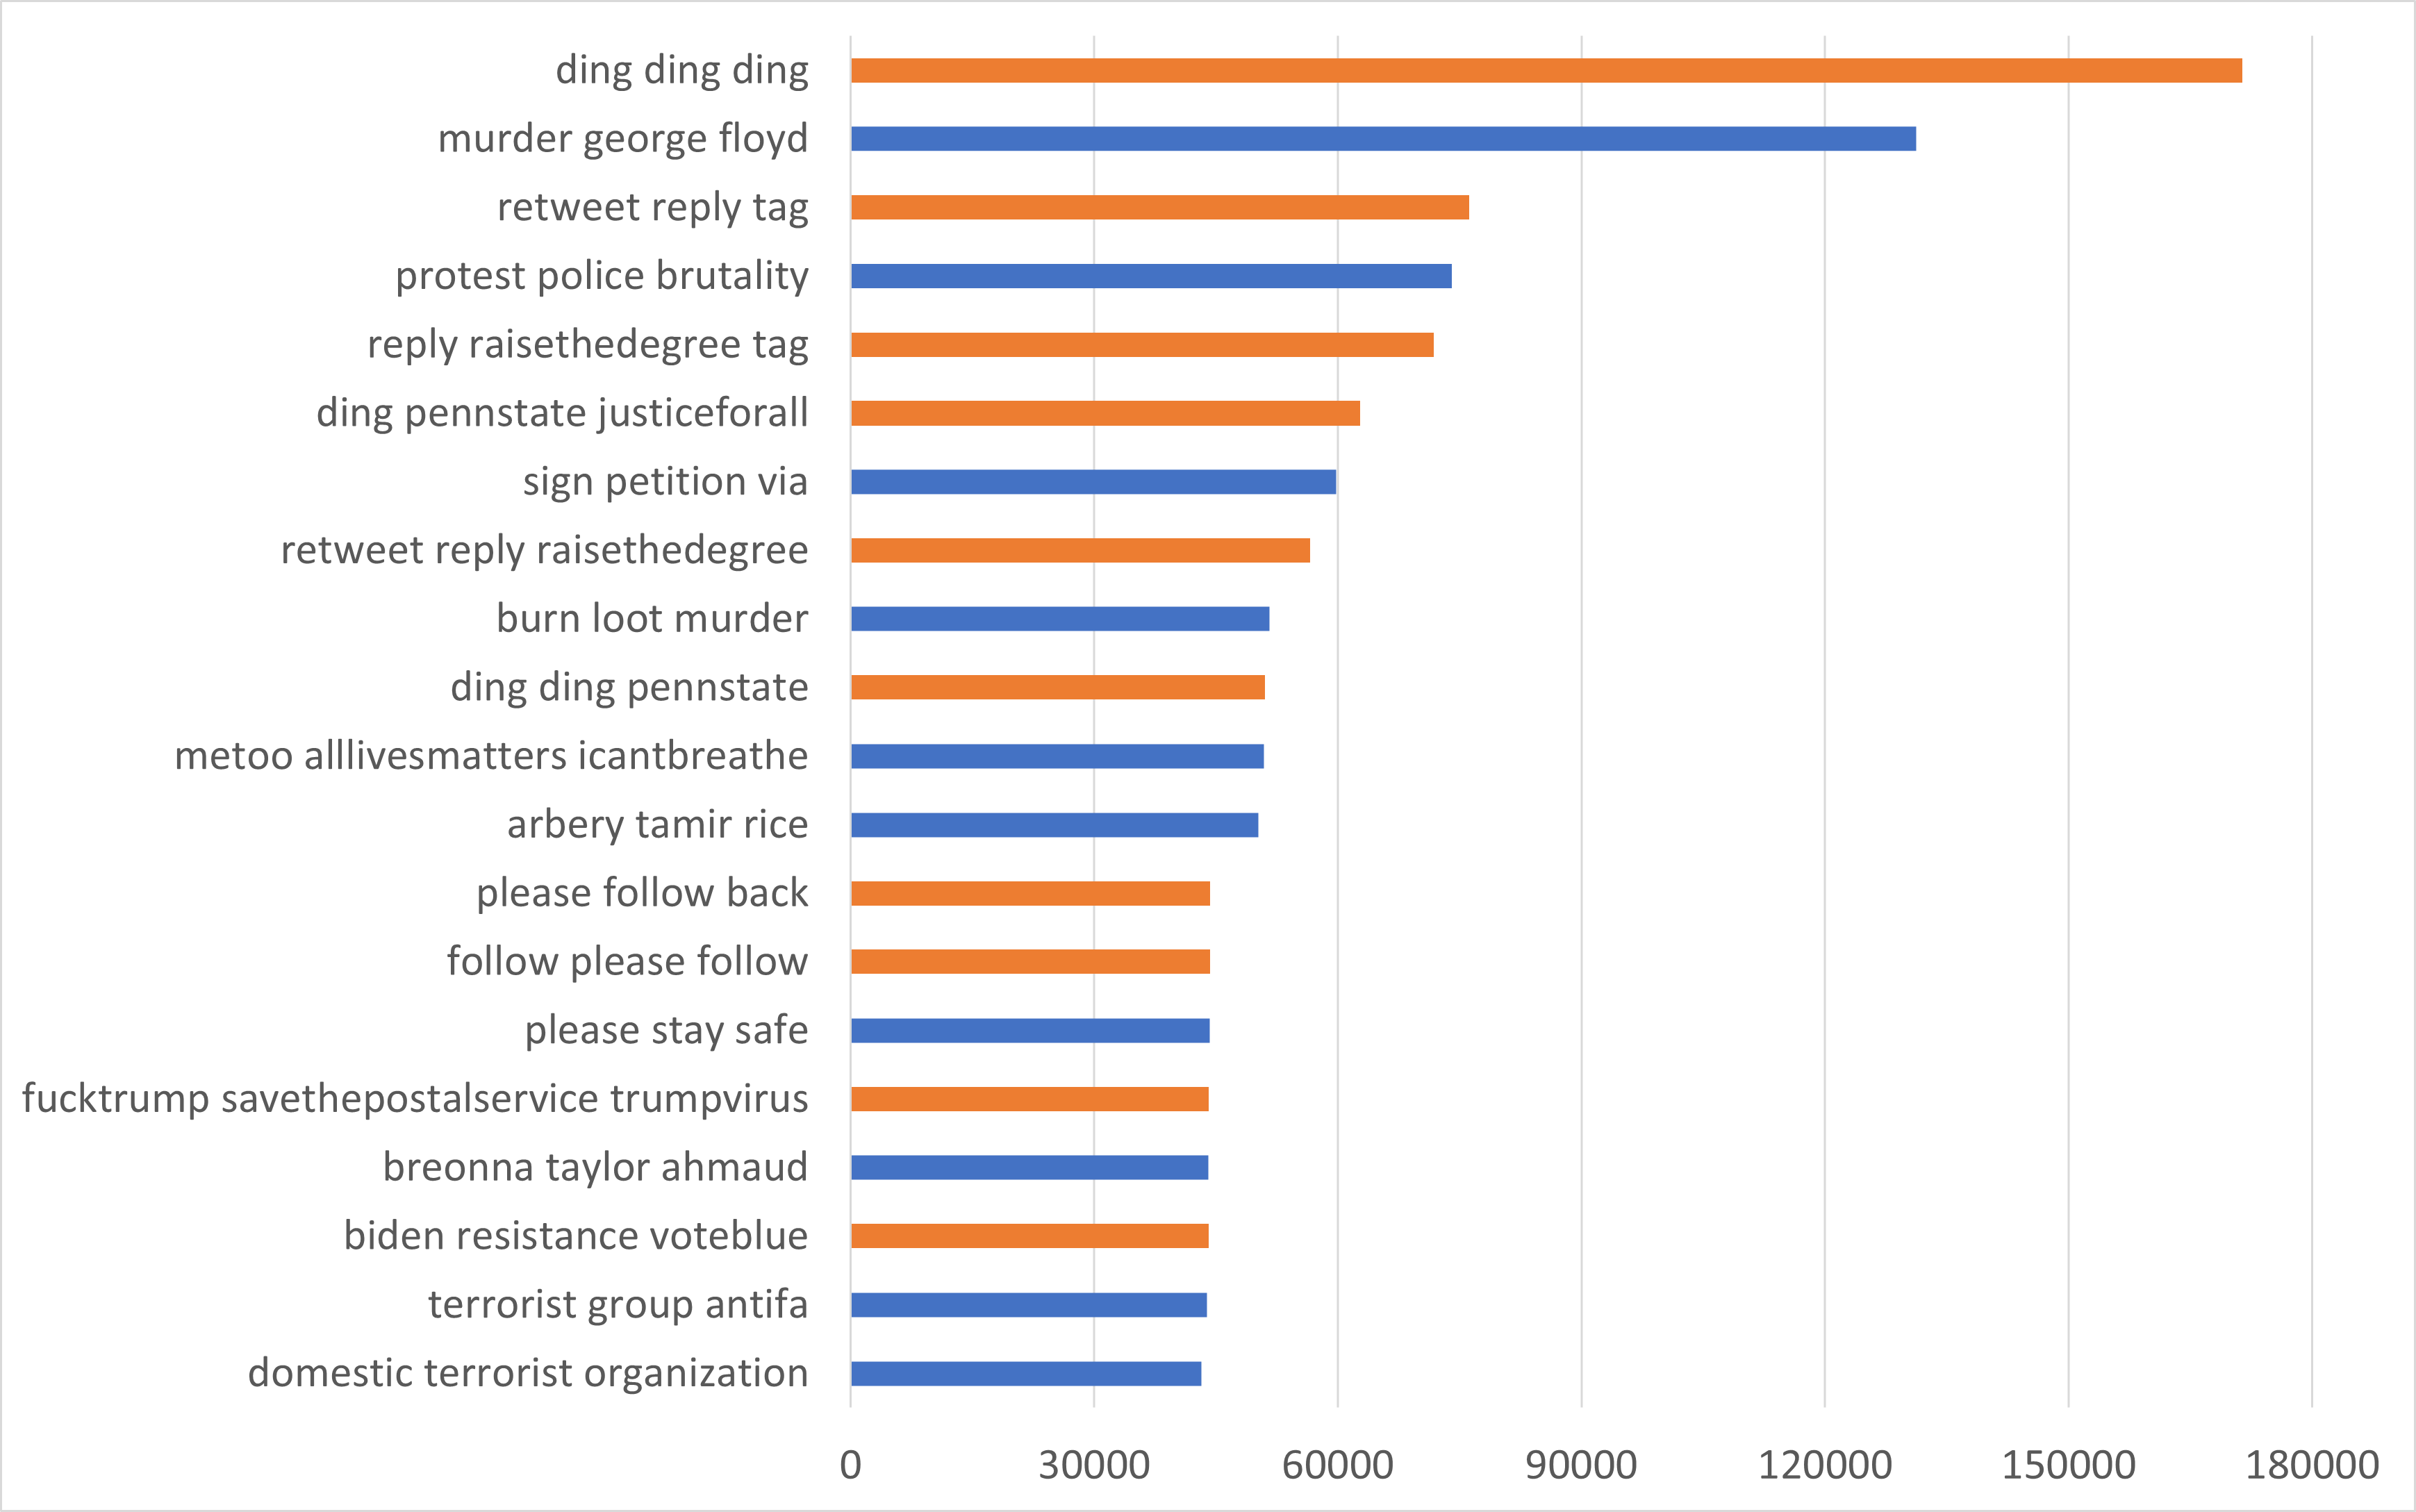 ding ding ding
murder george floyd
retweet reply tag
protest police brutality
reply raisethedegree tag
ding pennstate justiceforall
sign petition via
retweet reply raisethedegree
burn loot murder
ding ding pennstate
metoo alllivesmatters icantbreathe
arbery tamir rice
please follow back
follow please follow
please stay safe
fucktrump savethepostalservice trumpvirus
breonna taylor ahmaud
biden resistance voteblue
terrorist group antifa
domestic terrorist organization
0 30000 60000 90000 120000 150000 180000